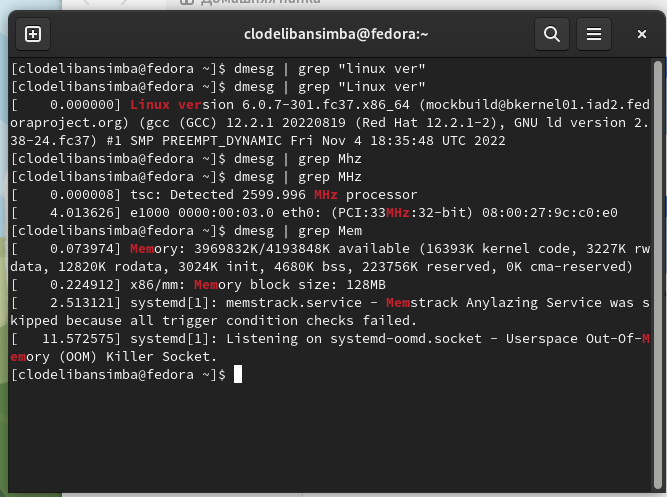 Домашняя папка
clodelibansimba@fedora:~
[clodelibansimba@fedora ~]$ dmesg | grep "linux ver"
[clodelibansimba@fedora ~]$ dmesg | grep "Linux ver"
[    0.000000] Linux version 6.0.7-301.fc37.x86_64 (mockbuild@bkernel01.iad2.fed
oraproject.org) (gcc (GCC) 12.2.1 20220819 (Red Hat 12.2.1-2), GNU ld version 2.
38-24.fc37) #1 SMP PREEMPT_DYNAMIC Fri Nov 4 18:35:48 UTC 2022
[clodelibansimba@fedora ~]$ dmesg | grep Mhz
[clodelibansimba@fedora ~]$ dmesg | grep MHz
[    0.000008] tsc: Detected 2599.996 MHz processor
[    4.013626] e1000 0000:00:03.0 eth0: (PCI:33MHz:32-bit) 08:00:27:9c:c0:e0
[clodelibansimba@fedora ~]$ dmesg | grep Mem
[    0.073974] Memory: 3969832K/4193848K available (16393K kernel code, 3227K rw
data, 12820K rodata, 3024K init, 4680K bss, 223756K reserved, 0K cma-reserved)
[    0.224912] x86/mm: Memory block size: 128MB
[    2.513121] systemd[1]: memstrack.service - Memstrack Anylazing Service was s
kipped because all trigger condition checks failed.
[   11.572575] systemd[1]: Listening on systemd-oomd.socket - Userspace Out-Of-M
emory (OOM) Killer Socket.
[clodelibansimba@fedora ~]$